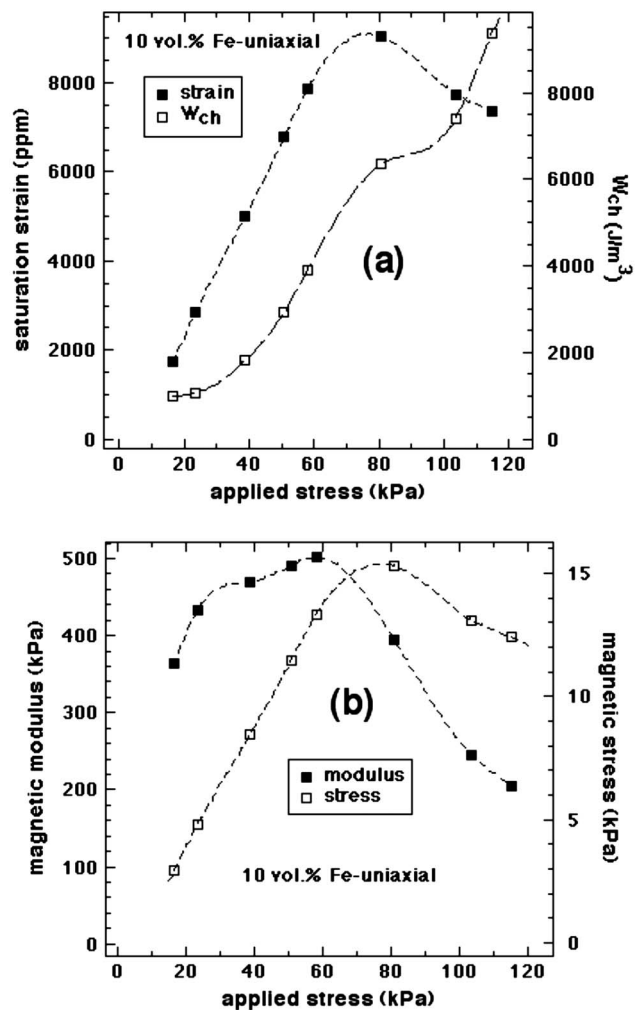 10 vol.% Fe-uniaxial
strain
W_ch
(a)
saturation strain (ppm)
8000
6000
4000
2000
0
W_ch (J/m³)
8000
6000
4000
2000
0
0 20 40 60 80 100 120
applied stress (kPa)
magnetic modulus (kPa)
500
400
300
200
100
0
magnetic stress (kPa)
15
10
5
0
(b)
modulus
stress
10 vol.% Fe-uniaxial
0 20 40 60 80 100 120
applied stress (kPa)